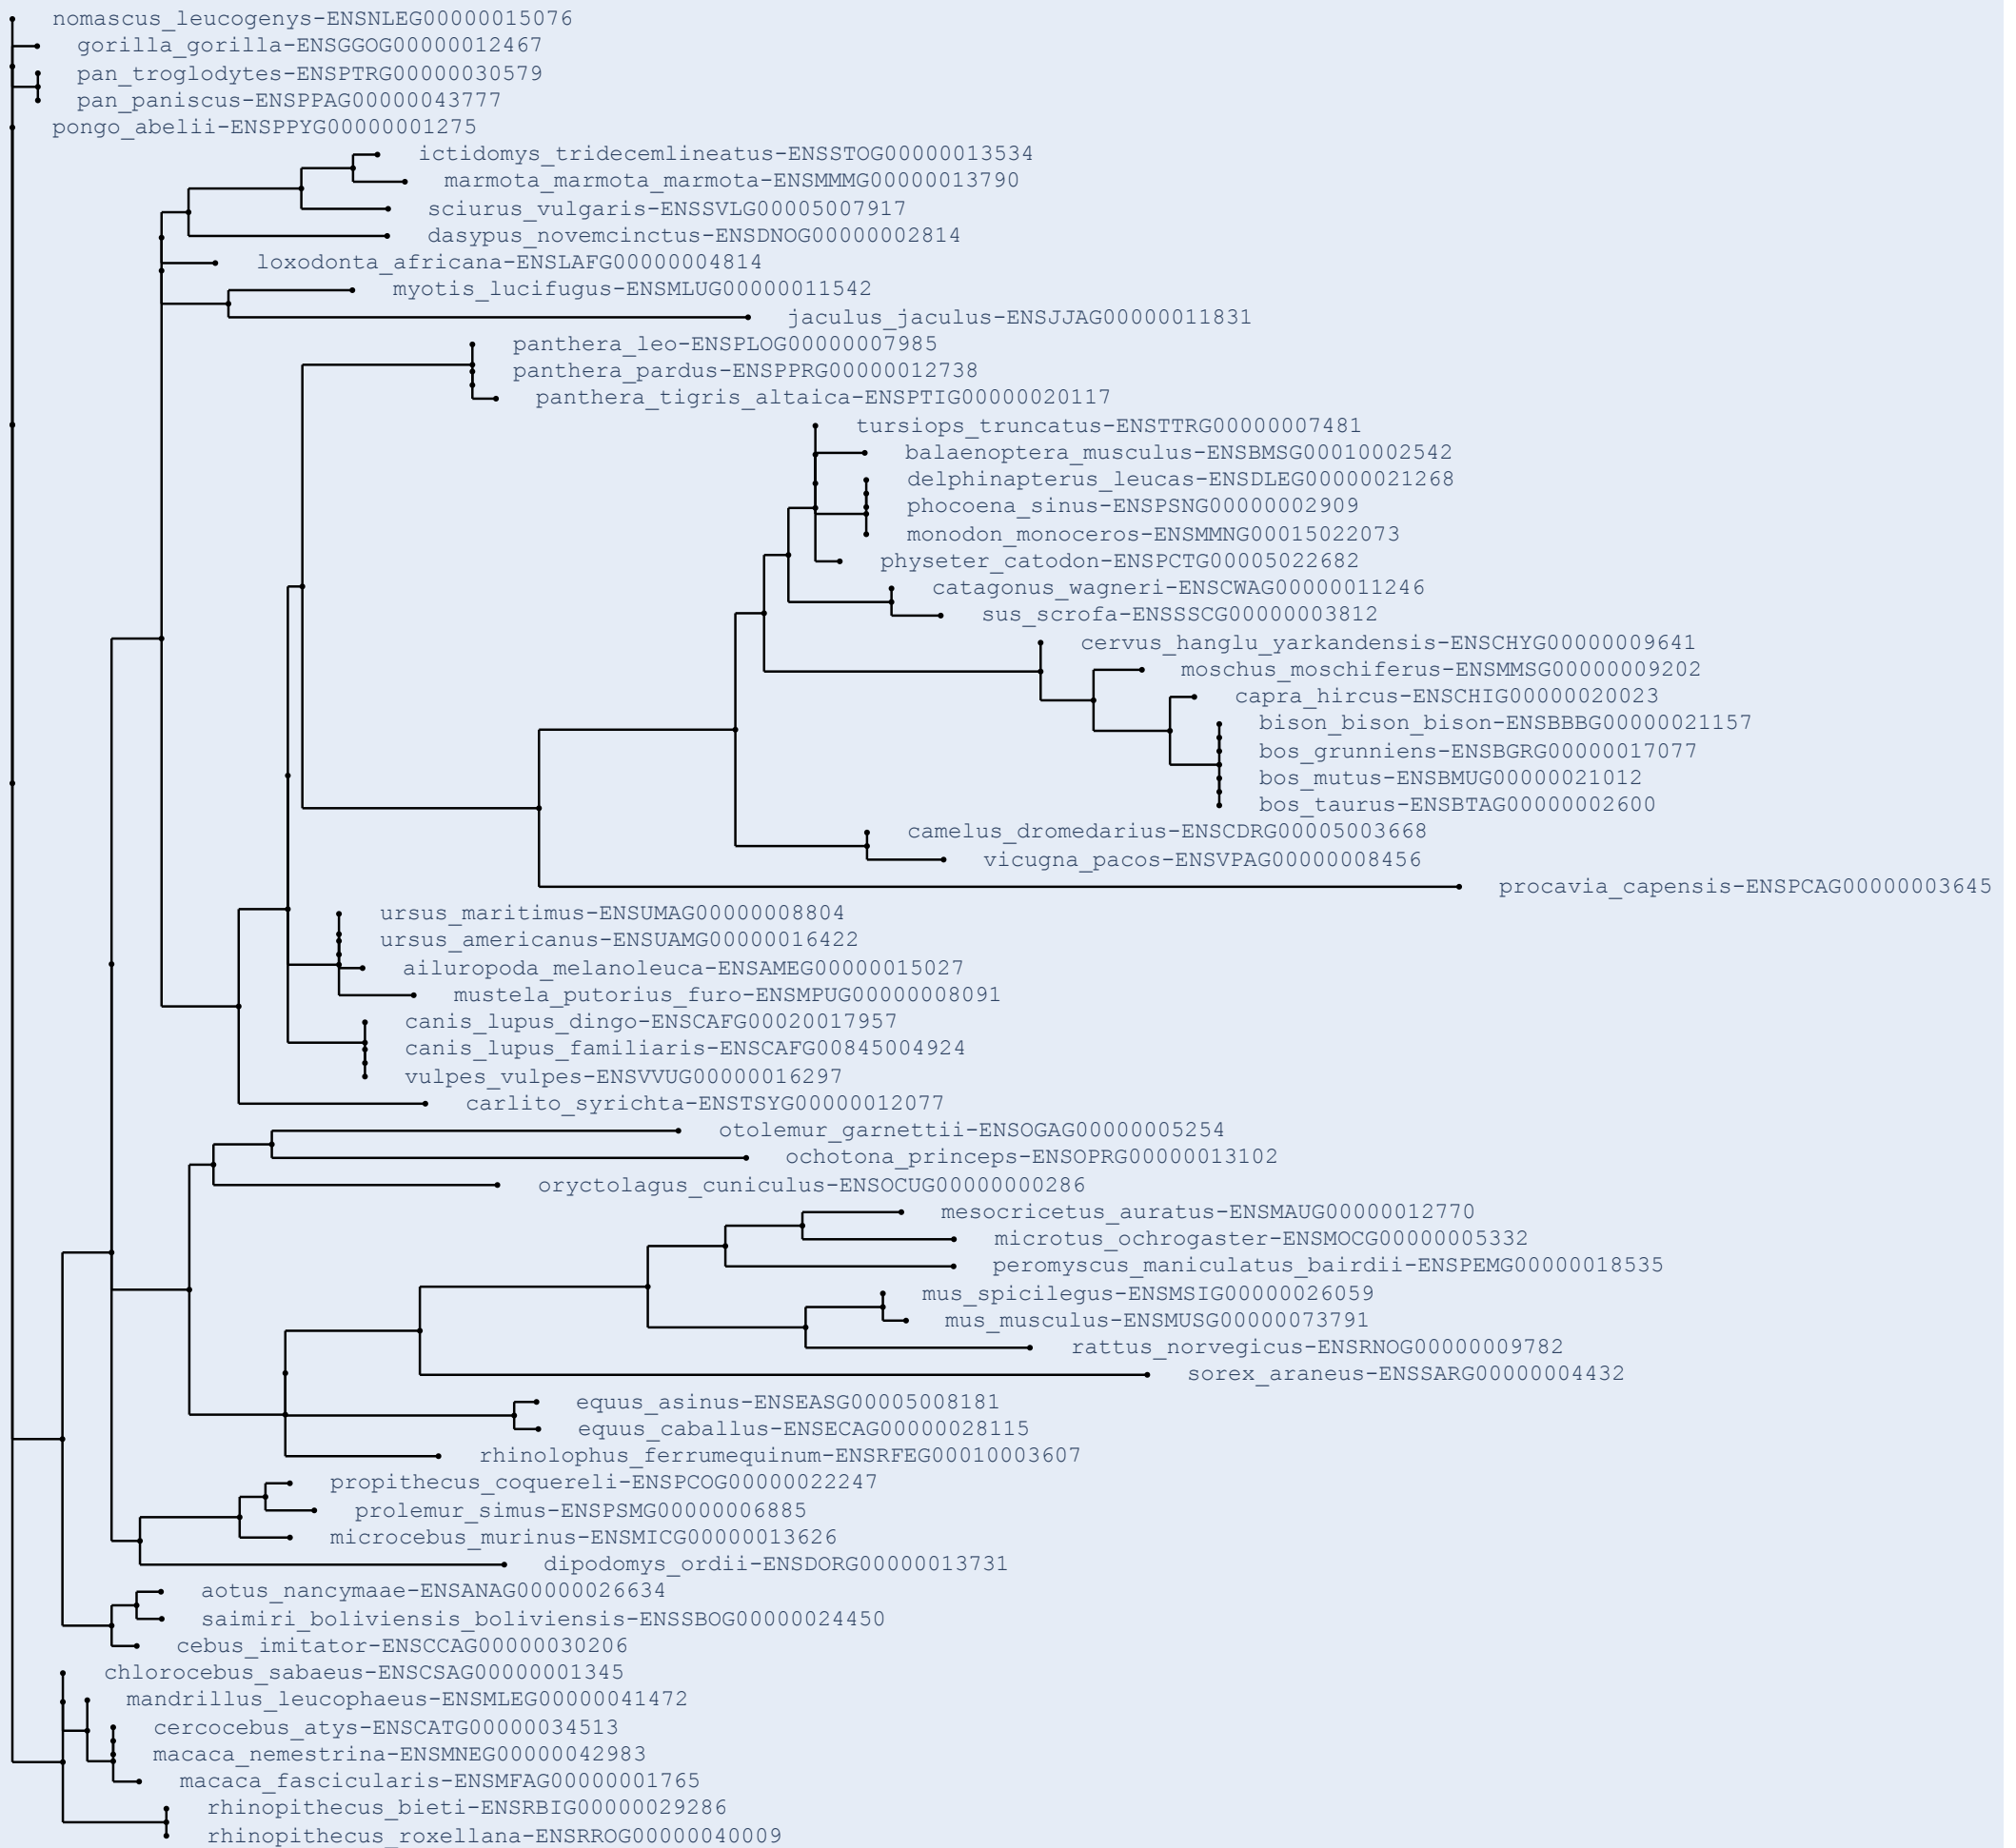 nomascus_leucogenys-ENSNLEG00000015076
gorilla_gorilla-ENSGGOG00000012467
pan_troglodytes-ENSPTRG00000030579
pan_paniscus-ENSPPAG00000043777
pongo_abelii-ENSPPYG00000001275
ictidomys_tridecemlineatus-ENSSTOG00000013534
marmota_marmota_marmota-ENSMMMG00000013790
sciurus_vulgaris-ENSSVLG00005007917
dasypus_novemcinctus-ENSDNOG00000002814
loxodonta_africana-ENSLAFG00000004814
myotis_lucifugus-ENSMLUG00000011542
jaculus_jaculus-ENSJJAG00000011831
panthera_leo-ENSPLOG00000007985
panthera_pardus-ENSPPRG00000012738
panthera_tigris_altaica-ENSPTIG00000020117
tursiops_truncatus-ENSTTRG00000007481
balaenoptera_musculus-ENSBMSG00010002542
delphinapterus_leucas-ENSDLEG00000021268
phocoena_sinus-ENSPSNG00000002909
monodon_monoceros-ENSMMNG00015022073
physeter_catodon-ENSPCTG00005022682
catagonus_wagneri-ENSCWAG00000011246
sus_scrofa-ENSSSCG00000003812
cervus_hanglu_yarkandensis-ENSCHYG00000009641
moschus_moschiferus-ENSMMSG00000009202
capra_hircus-ENSCHIG00000020023
bison_bison_bison-ENSBBBG00000021157
bos_grunniens-ENSBGRG00000017077
bos_mutus-ENSBMUG00000021012
bos_taurus-ENSBTAG00000002600
camelus_dromedarius-ENSCDRG00005003668
vicugna_pacos-ENSVPAG00000008456
procavia_capensis-ENSPCAG00000003645
ursus_maritimus-ENSUMAG00000008804
ursus_americanus-ENSUAMG00000016422
ailuropoda_melanoleuca-ENSAMEG00000015027
mustela_putorius_furo-ENSMPUG00000008091
canis_lupus_dingo-ENSCAFG00020017957
canis_lupus_familiaris-ENSCAFG00845004924
vulpes_vulpes-ENSVVUG00000016297
carlito_syrichta-ENSTSYG00000012077
otolemur_garnettii-ENSOGAG00000005254
ochotona_princeps-ENSOPRG00000013102
oryctolagus_cuniculus-ENSOCUG00000000286
mesocricetus_auratus-ENSMAUG00000012770
microtus_ochrogaster-ENSMOCG00000005332
peromyscus_maniculatus_bairdii-ENSPEMG00000018535
mus_spicilegus-ENSMSIG00000026059
mus_musculus-ENSMUSG00000073791
rattus_norvegicus-ENSRNOG00000009782
sorex_araneus-ENSSARG00000004432
equus_asinus-ENSEASG00005008181
equus_caballus-ENSECAG00000028115
rhinolophus_ferrumequinum-ENSRFEG00010003607
propithecus_coquereli-ENSPCOG00000022247
prolemur_simus-ENSPSMG00000006885
microcebus_murinus-ENSMICG00000013626
dipodomys_ordii-ENSDORG00000013731
aotus_nancymaae-ENSANAG00000026634
saimiri_boliviensis_boliviensis-ENSSBOG00000024450
cebus_imitator-ENSCCAG00000030206
chlorocebus_sabaeus-ENSCSAG00000001345
mandrillus_leucophaeus-ENSMLEG00000041472
cercocebus_atys-ENSCATG00000034513
macaca_nemestrina-ENSMNEG00000042983
macaca_fascicularis-ENSMFAG00000001765
rhinopithecus_bieti-ENSRBIG00000029286
rhinopithecus_roxellana-ENSRROG00000040009